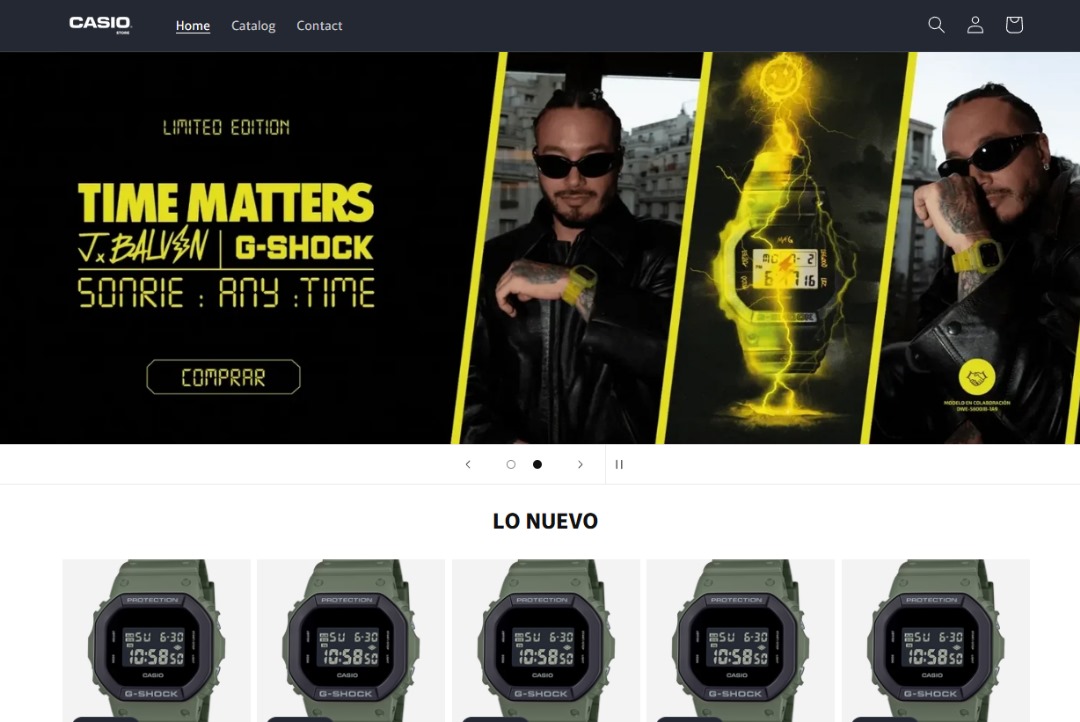 CASIO
STORE
Home
Catalog
Contact
LIMITED EDITION
TIME MATTERS
J. BALVIN | G-SHOCK
SONRIE : ANY :TIME
COMPRAR
MODELO EN COLABORACIÓN
LO NUEVO
PROTECTION
SU 6-30
10:58 50
CASIO
G-SHOCK
PROTECTION
SU 6-30
10:58 50
CASIO
G-SHOCK
PROTECTION
SU 6-30
10:58 50
CASIO
G-SHOCK
PROTECTION
SU 6-30
10:58 50
CASIO
G-SHOCK
PROTECTION
SU 6-30
10:58 50
CASIO
G-SHOCK